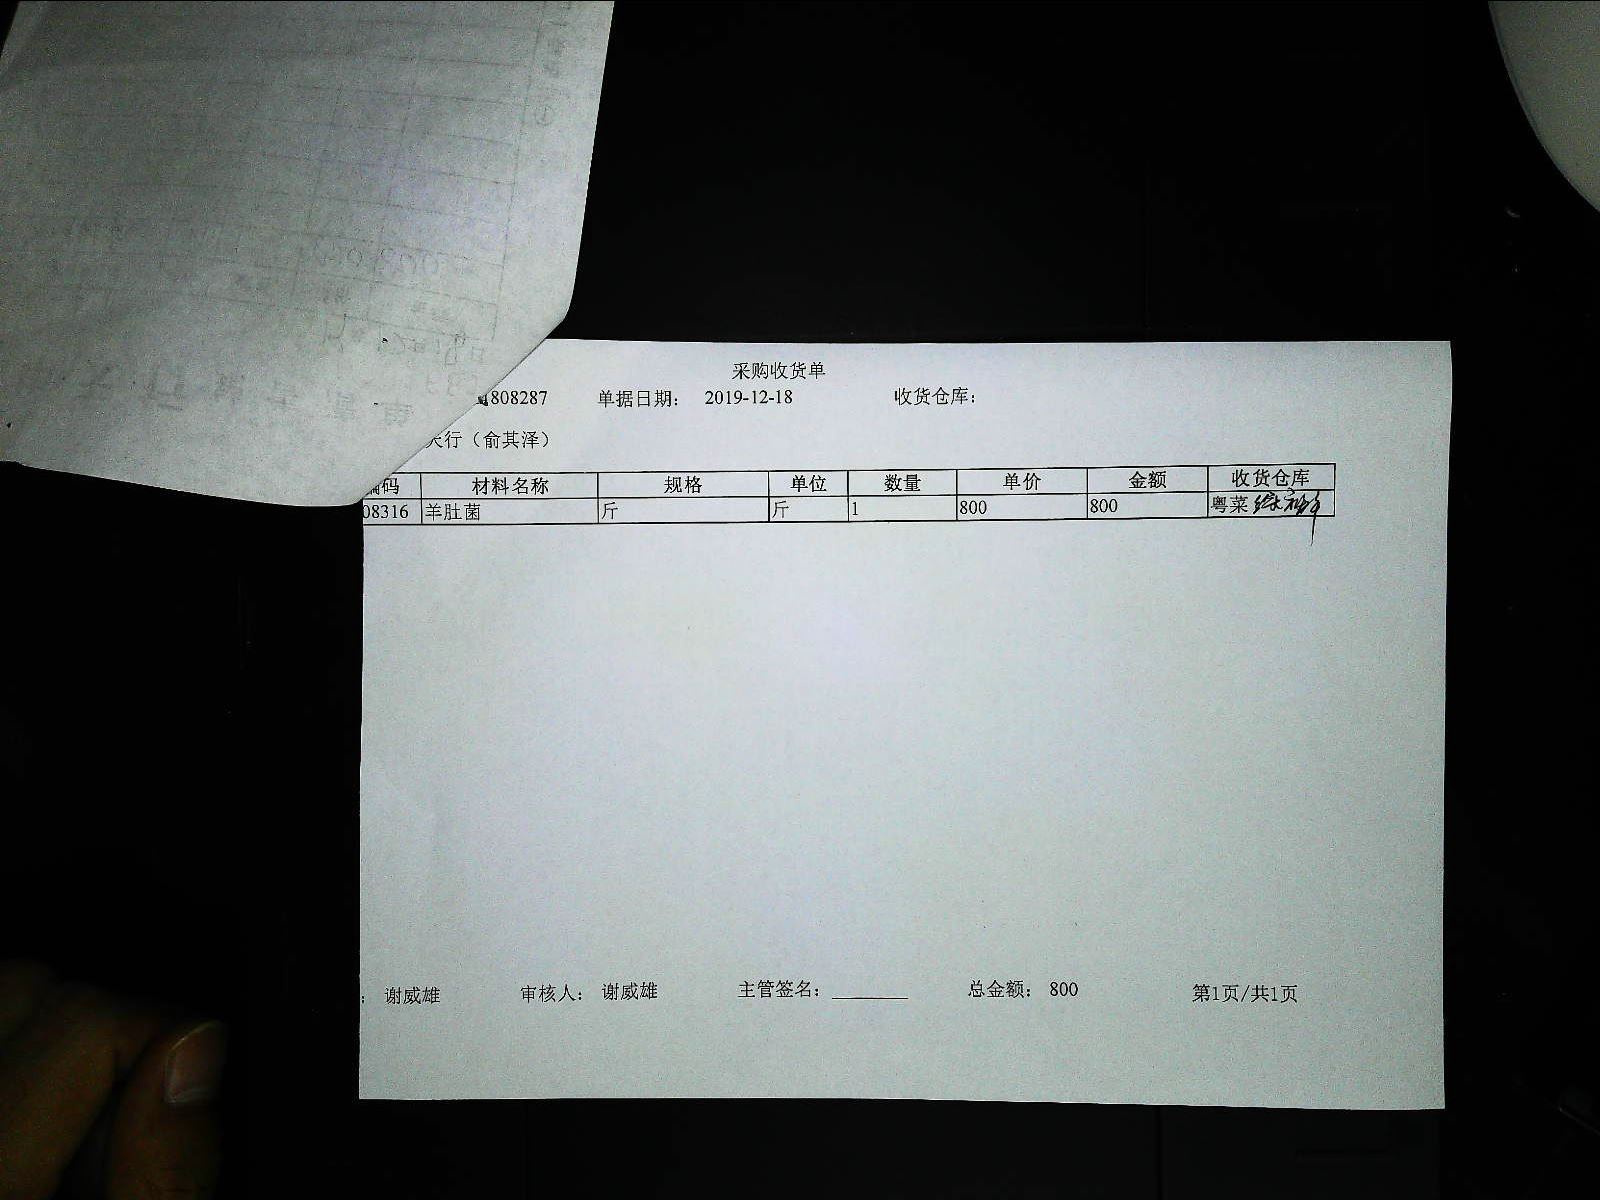 采购收货单
808287 单据日期: 2019-12-18 收货仓库:
天行（俞其泽）
编码 材料名称 规格 单位 数量 单价 金额 收货仓库
08316 羊肚菌 斤 斤 1 800 800 粤菜
: 谢威雄 审核人: 谢威雄 主管签名: 总金额: 800 第1页/共1页